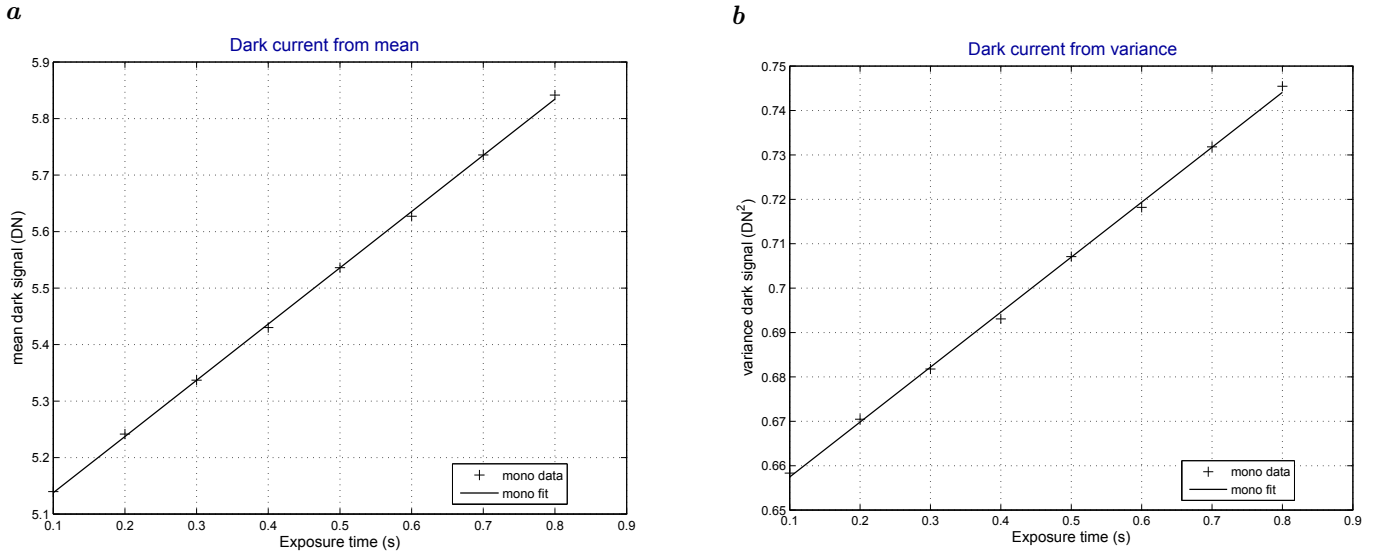 a
Dark current from mean
5.9
5.8
5.7
5.6
5.5
5.4
5.3
5.2
5.1
mean dark signal (DN)
0.1 0.2 0.3 0.4 0.5 0.6 0.7 0.8 0.9
Exposure time (s)
mono data
mono fit
b
Dark current from variance
0.75
0.74
0.73
0.72
0.71
0.7
0.69
0.68
0.67
0.66
0.65
variance dark signal (DN²)
0.1 0.2 0.3 0.4 0.5 0.6 0.7 0.8 0.9
Exposure time (s)
mono data
mono fit